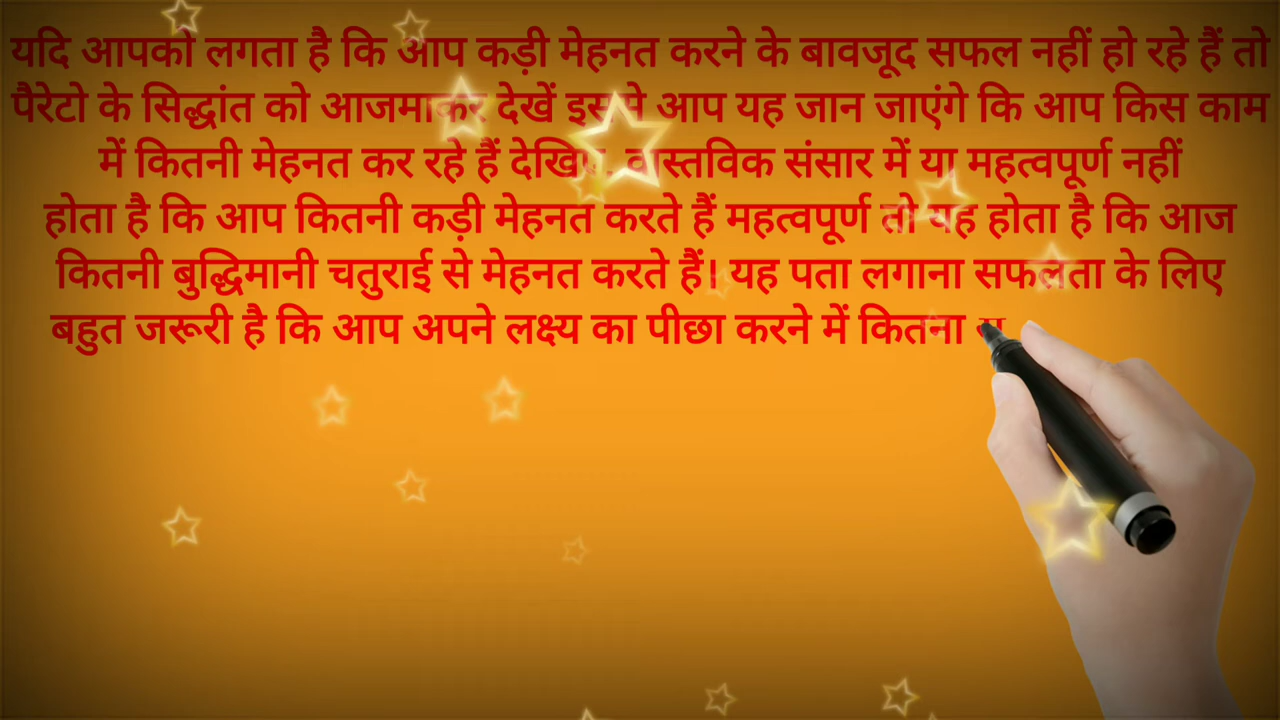 यदि आपको लगता है कि आप कड़ी मेहनत करने के बावजूद सफल नहीं हो रहे हैं तो
पैरेटो के सिद्धांत को आजमाकर देखें इससे आप यह जान जाएंगे कि आप किस काम
में कितनी मेहनत कर रहे हैं देखिए. वास्तविक संसार में या महत्वपूर्ण नहीं
होता है कि आप कितनी कड़ी मेहनत करते हैं महत्वपूर्ण तो यह होता है कि आज
कितनी बुद्धिमानी चतुराई से मेहनत करते हैं। यह पता लगाना सफलता के लिए
बहुत जरूरी है कि आप अपने लक्ष्य का पीछा करने में कितना